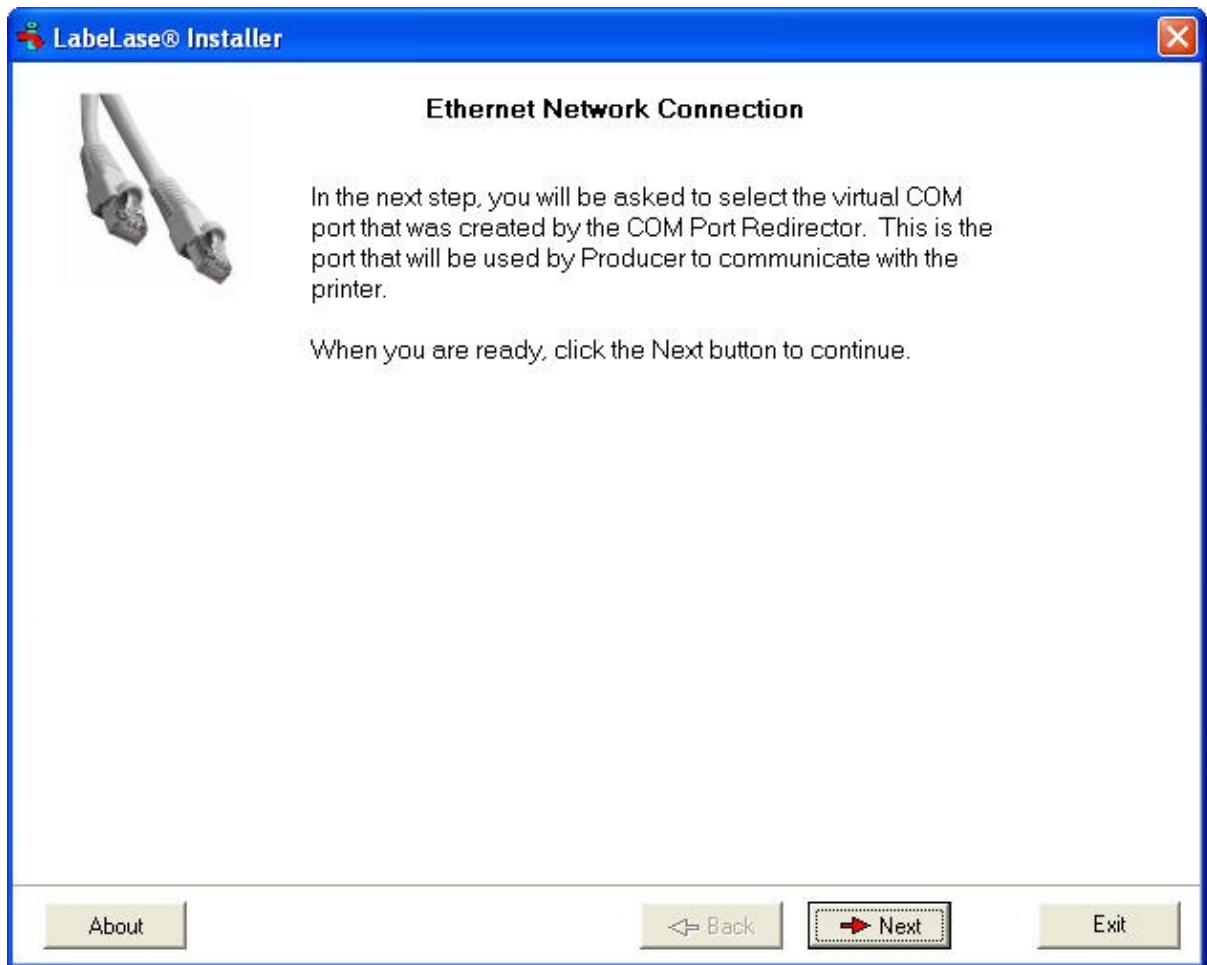 LabeLase® Installer
Ethernet Network Connection
In the next step, you will be asked to select the virtual COM
port that was created by the COM Port Redirector.  This is the
port that will be used by Producer to communicate with the
printer.
When you are ready, click the Next button to continue.
About
Back
Next
Exit